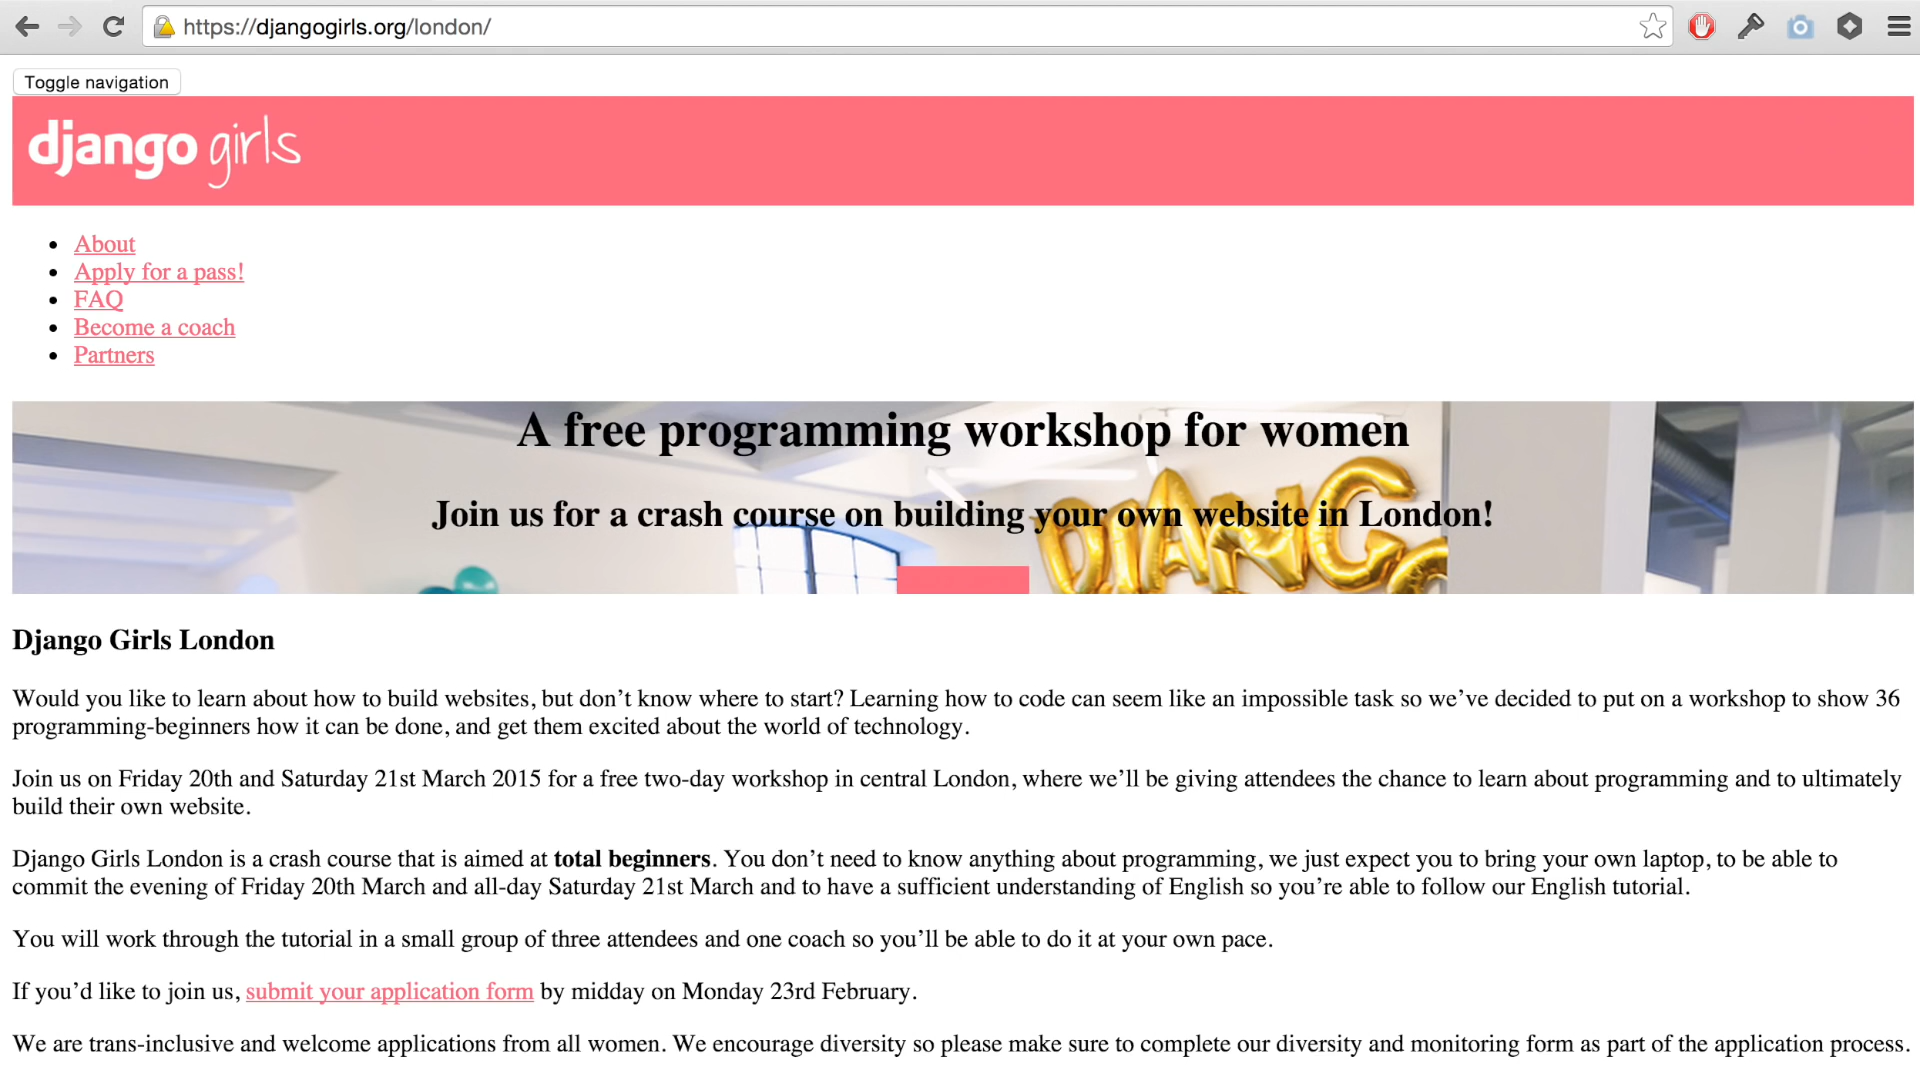 https://djangogirls.org/london/
Toggle navigation
django girls
About
Apply for a pass!
FAQ
Become a coach
Partners
A free programming workshop for women
DJANGO
Join us for a crash course on building your own website in London!
Django Girls London
Would you like to learn about how to build websites, but don’t know where to start? Learning how to code can seem like an impossible task so we’ve decided to put on a workshop to show 36
programming-beginners how it can be done, and get them excited about the world of technology.
Join us on Friday 20th and Saturday 21st March 2015 for a free two-day workshop in central London, where we’ll be giving attendees the chance to learn about programming and to ultimately
build their own website.
Django Girls London is a crash course that is aimed at total beginners. You don’t need to know anything about programming, we just expect you to bring your own laptop, to be able to
commit the evening of Friday 20th March and all-day Saturday 21st March and to have a sufficient understanding of English so you’re able to follow our English tutorial.
You will work through the tutorial in a small group of three attendees and one coach so you’ll be able to do it at your own pace.
If you’d like to join us, submit your application form by midday on Monday 23rd February.
We are trans-inclusive and welcome applications from all women. We encourage diversity so please make sure to complete our diversity and monitoring form as part of the application process.